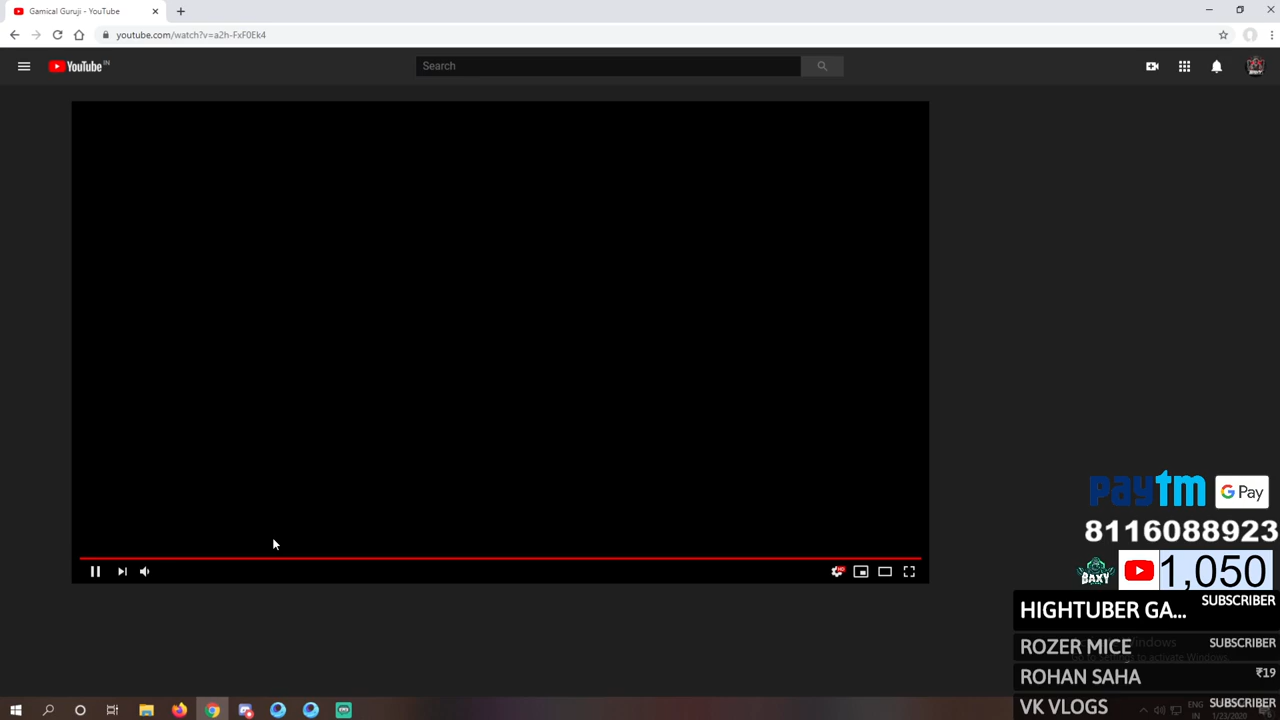 Gamical Guruji - YouTube
youtube.com/watch?v=a2h-FxF0Ek4
YouTube IN
Search
HD
paytm
G Pay
8116088923
BAXY
1,050
HIGHTUBER GA... SUBSCRIBER
ROZER MICE SUBSCRIBER
ROHAN SAHA ₹19
VK VLOGS SUBSCRIBER
ENG
IN
1/23/2020